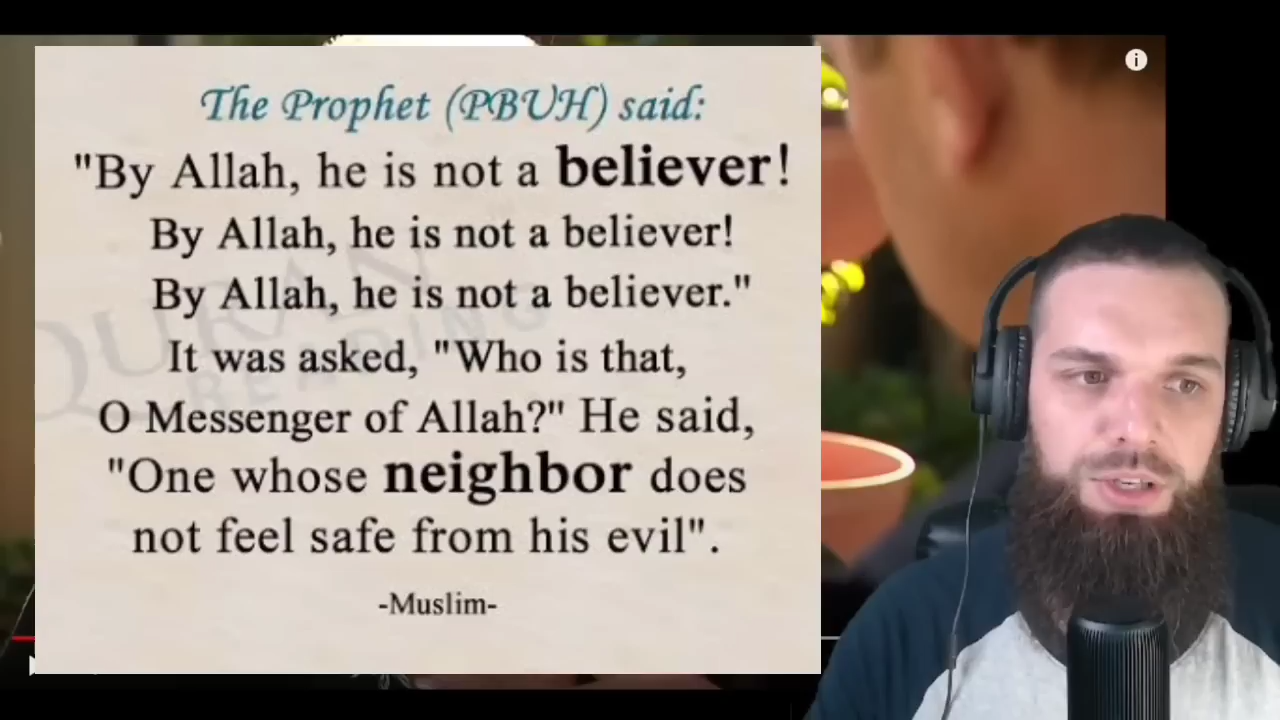 The Prophet (PBUH) said:
"By Allah, he is not a believer!
By Allah, he is not a believer!
By Allah, he is not a believer."
It was asked, "Who is that,
O Messenger of Allah?" He said,
"One whose neighbor does
not feel safe from his evil".
-Muslim-
QURAN
READING
i